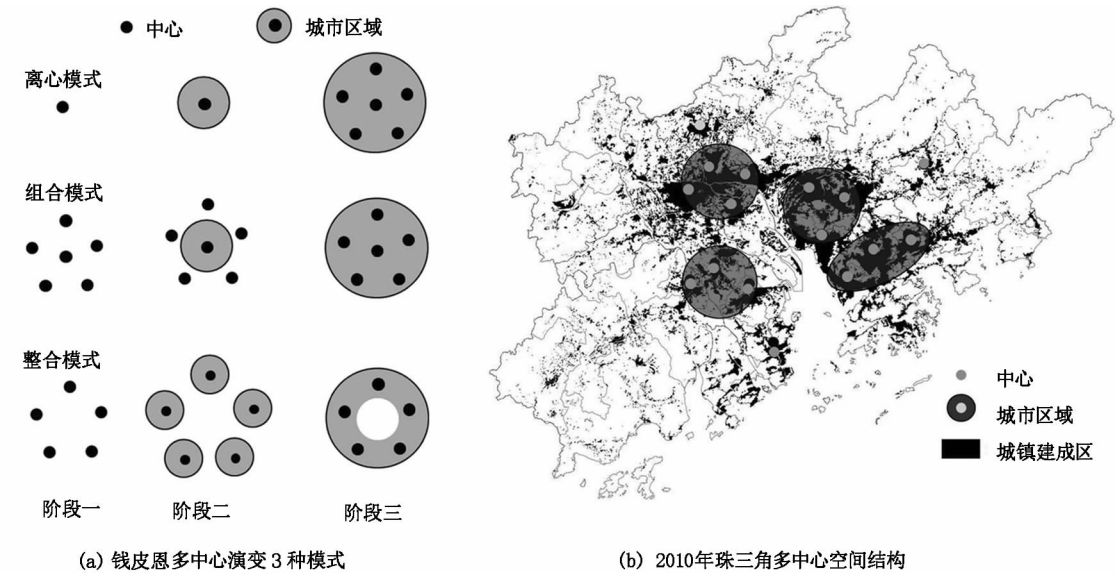 中心
城市区域
离心模式
组合模式
整合模式
阶段一
阶段二
阶段三
(a) 钱皮恩多中心演变3种模式
中心
城市区域
城镇建成区
(b) 2010年珠三角多中心空间结构